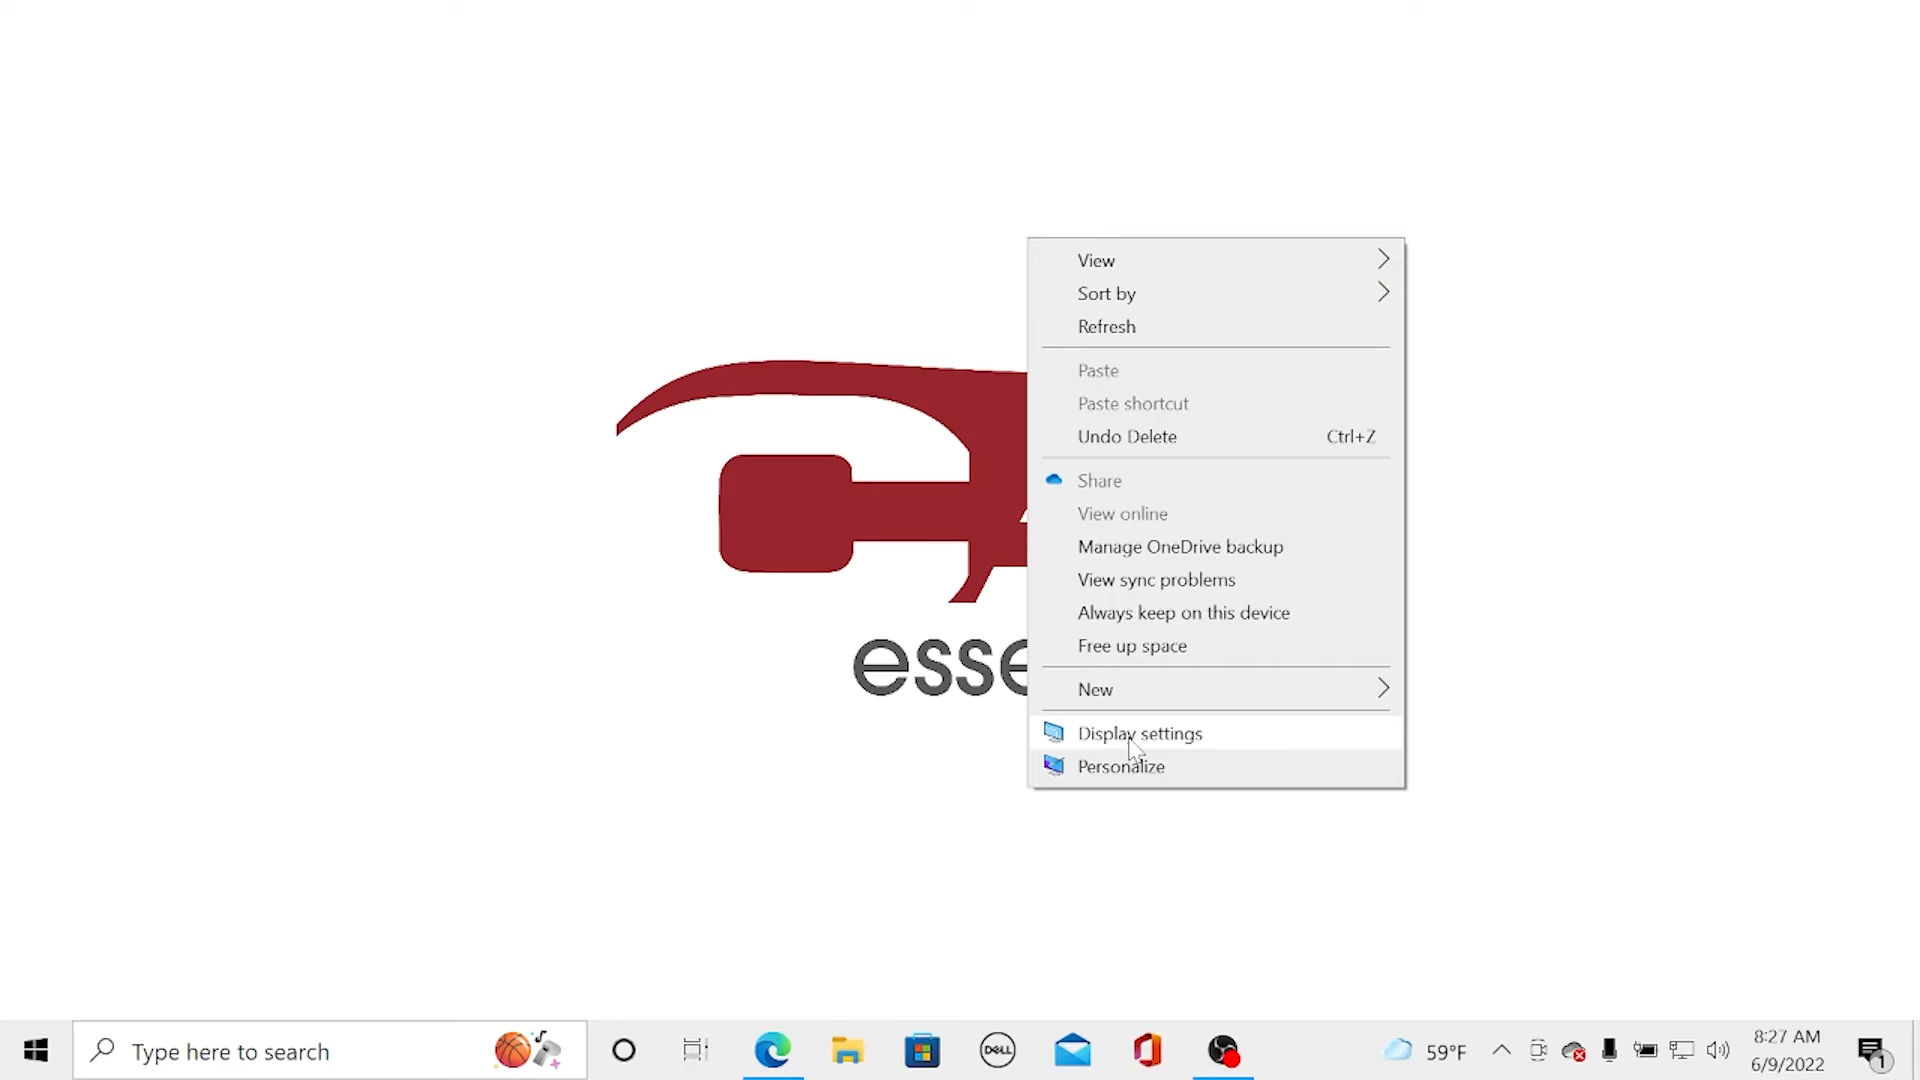 View
Sort by
Refresh
Paste
Paste shortcut
Undo Delete Ctrl+Z
Share
View online
Manage OneDrive backup
View sync problems
Always keep on this device
Free up space
esse
New
Display settings
Personalize
Type here to search
DELL
59°F
8:27 AM
6/9/2022
1